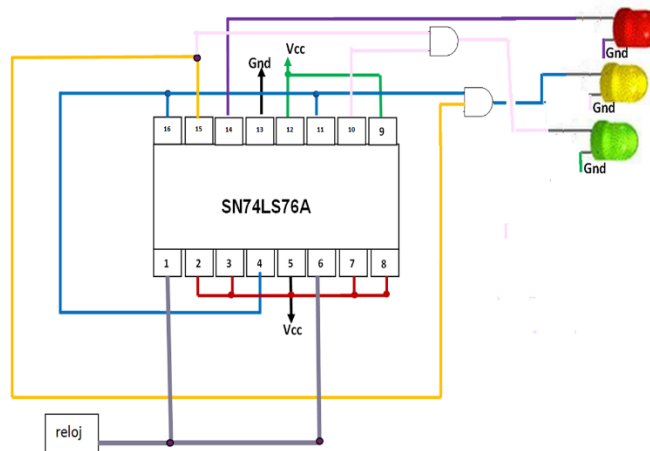 Gnd
Vcc
Gnd
Gnd
Gnd
16 15 14 13 12 11 10 9
SN74LS76A
1 2 3 4 5 6 7 8
Vcc
reloj